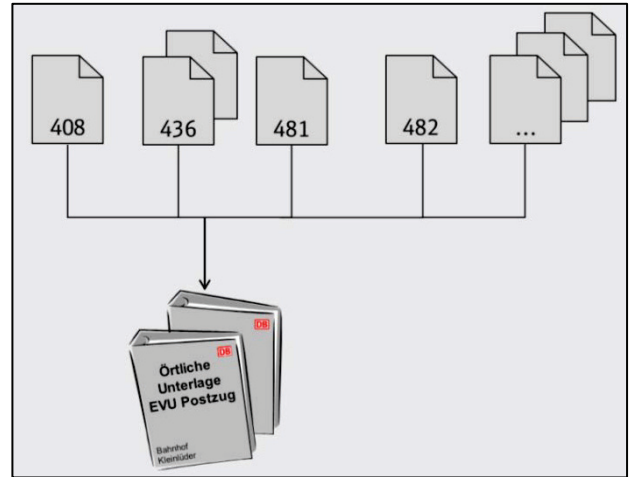 408
436
481
482
...
DB
DB
Örtliche
Unterlage
EVU Postzug
Bahnhof
Kleinlüder